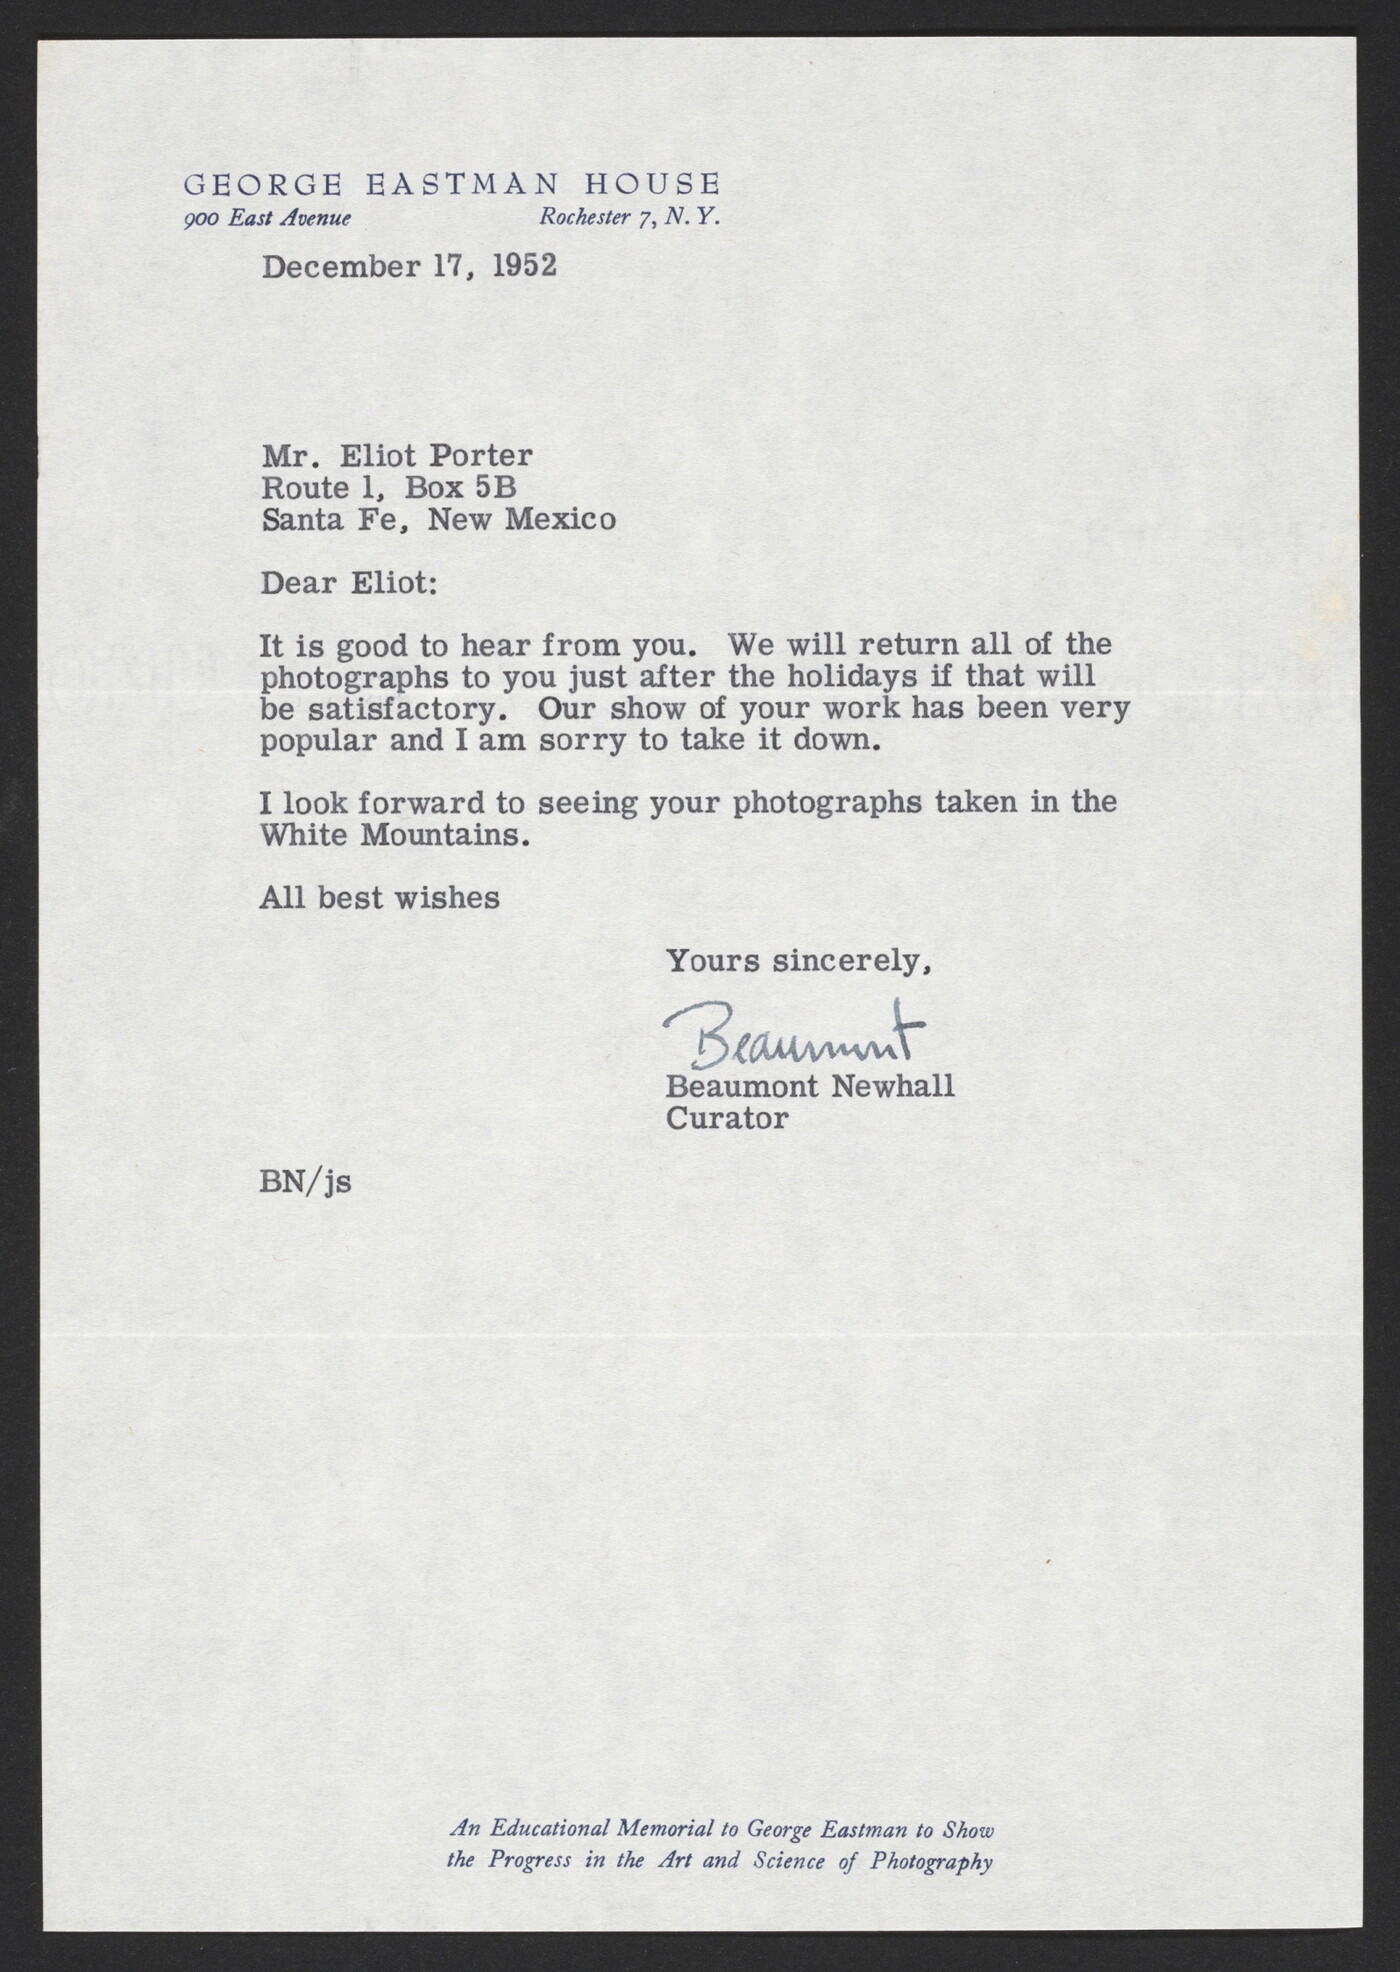 GEORGE EASTMAN HOUSE
900 East Avenue Rochester 7, N. Y.
December 17, 1952
Mr. Eliot Porter
Route 1, Box 5B
Santa Fe, New Mexico
Dear Eliot:
It is good to hear from you. We will return all of the
photographs to you just after the holidays if that will
be satisfactory. Our show of your work has been very
popular and I am sorry to take it down.
I look forward to seeing your photographs taken in the
White Mountains.
All best wishes
Yours sincerely,
Beaumont
Beaumont Newhall
Curator
BN/js
An Educational Memorial to George Eastman to Show
the Progress in the Art and Science of Photography